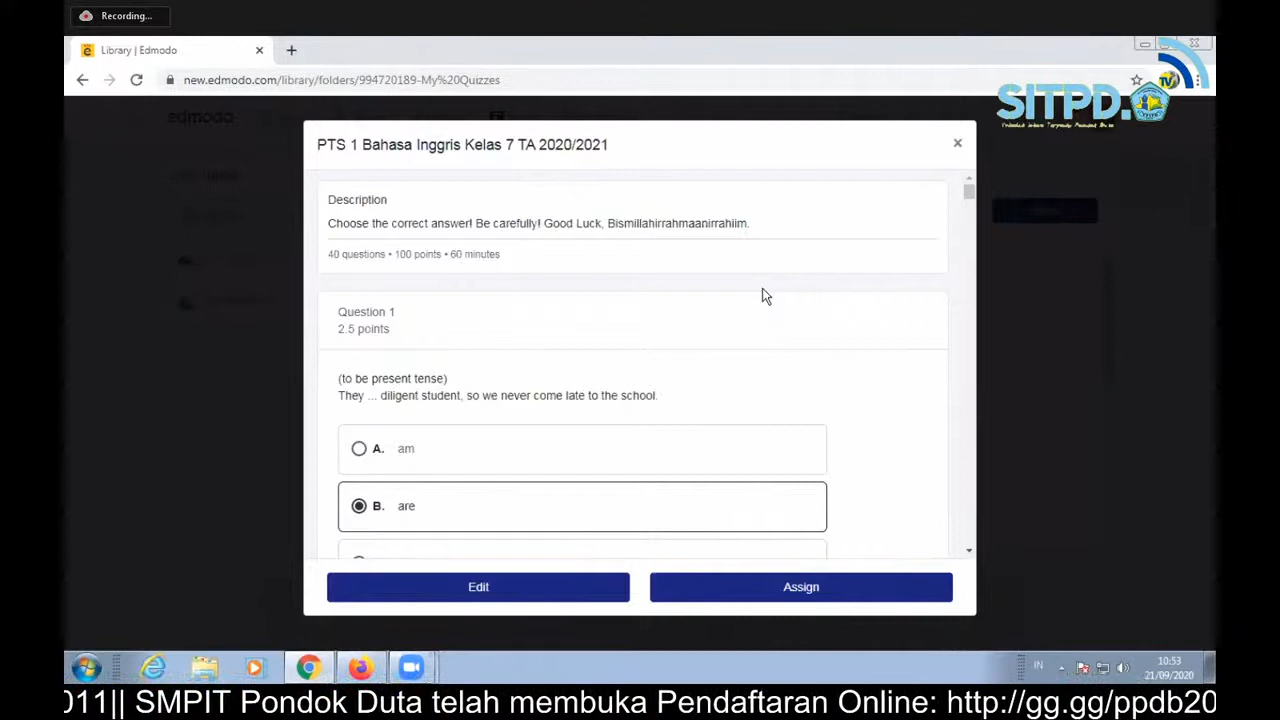 Recording...
Library | Edmodo
new.edmodo.com/library/folders/994720189-My%20Quizzes
SITPD.
TV
edmodo
PTS 1 Bahasa Inggris Kelas 7 TA 2020/2021
Description
Choose the correct answer! Be carefully! Good Luck, Bismillahirrahmaanirrahiim.
40 questions • 100 points • 60 minutes
Question 1
2.5 points
(to be present tense)
They ... diligent student, so we never come late to the school.
A. am
B. are
Edit
Assign
IN
10:53
21/09/2020
011|| SMPIT Pondok Duta telah membuka Pendaftaran Online: http://gg.gg/ppdb20